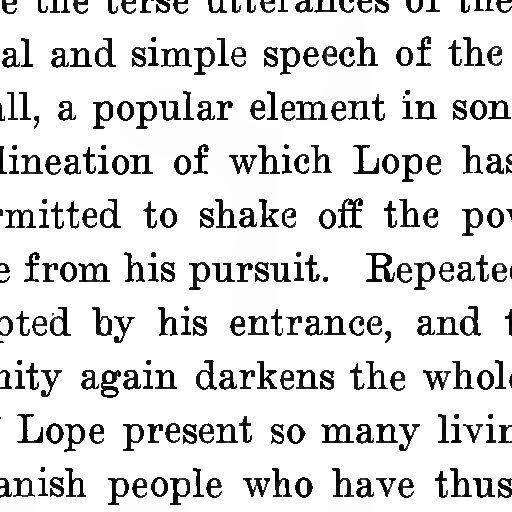 e the terse utterances of the
al and simple speech of the
all, a popular element in son
lineation of which Lope has
rmitted to shake off the pov
e from his pursuit. Repeated
pted by his entrance, and t
nity again darkens the whole
Lope present so many livin
anish people who have thus